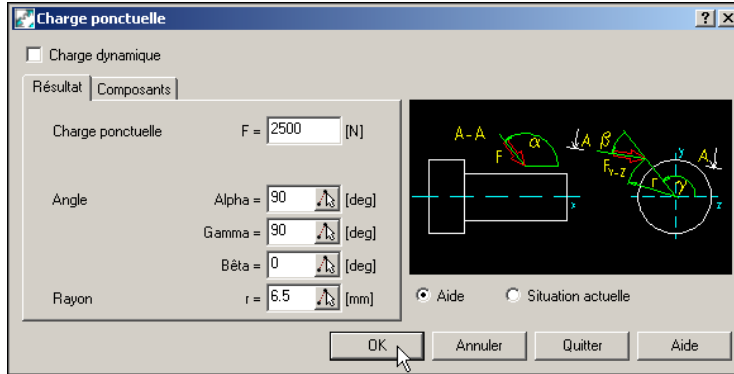 Charge ponctuelle
Charge dynamique
Résultat Composants
Charge ponctuelle F = 2500 [N]
Angle Alpha = 90 [deg]
Gamma = 90 [deg]
Bêta = 0 [deg]
Rayon r = 6.5 [mm]
A-A F α A β Fy-z r γ y A x z
Aide Situation actuelle
OK Annuler Quitter Aide